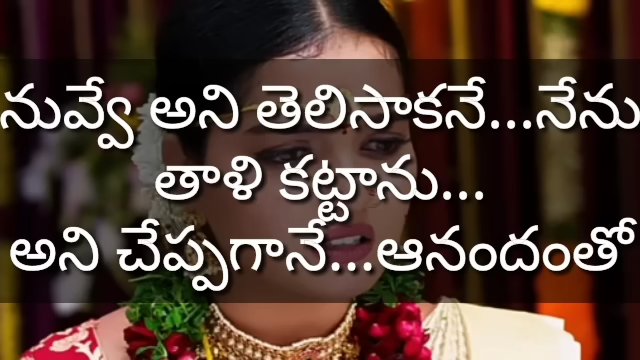 నువ్వే అని తెలిసాకనే...నేను
తాళి కట్టాను...
అని చేప్పగానే...ఆనందంతో